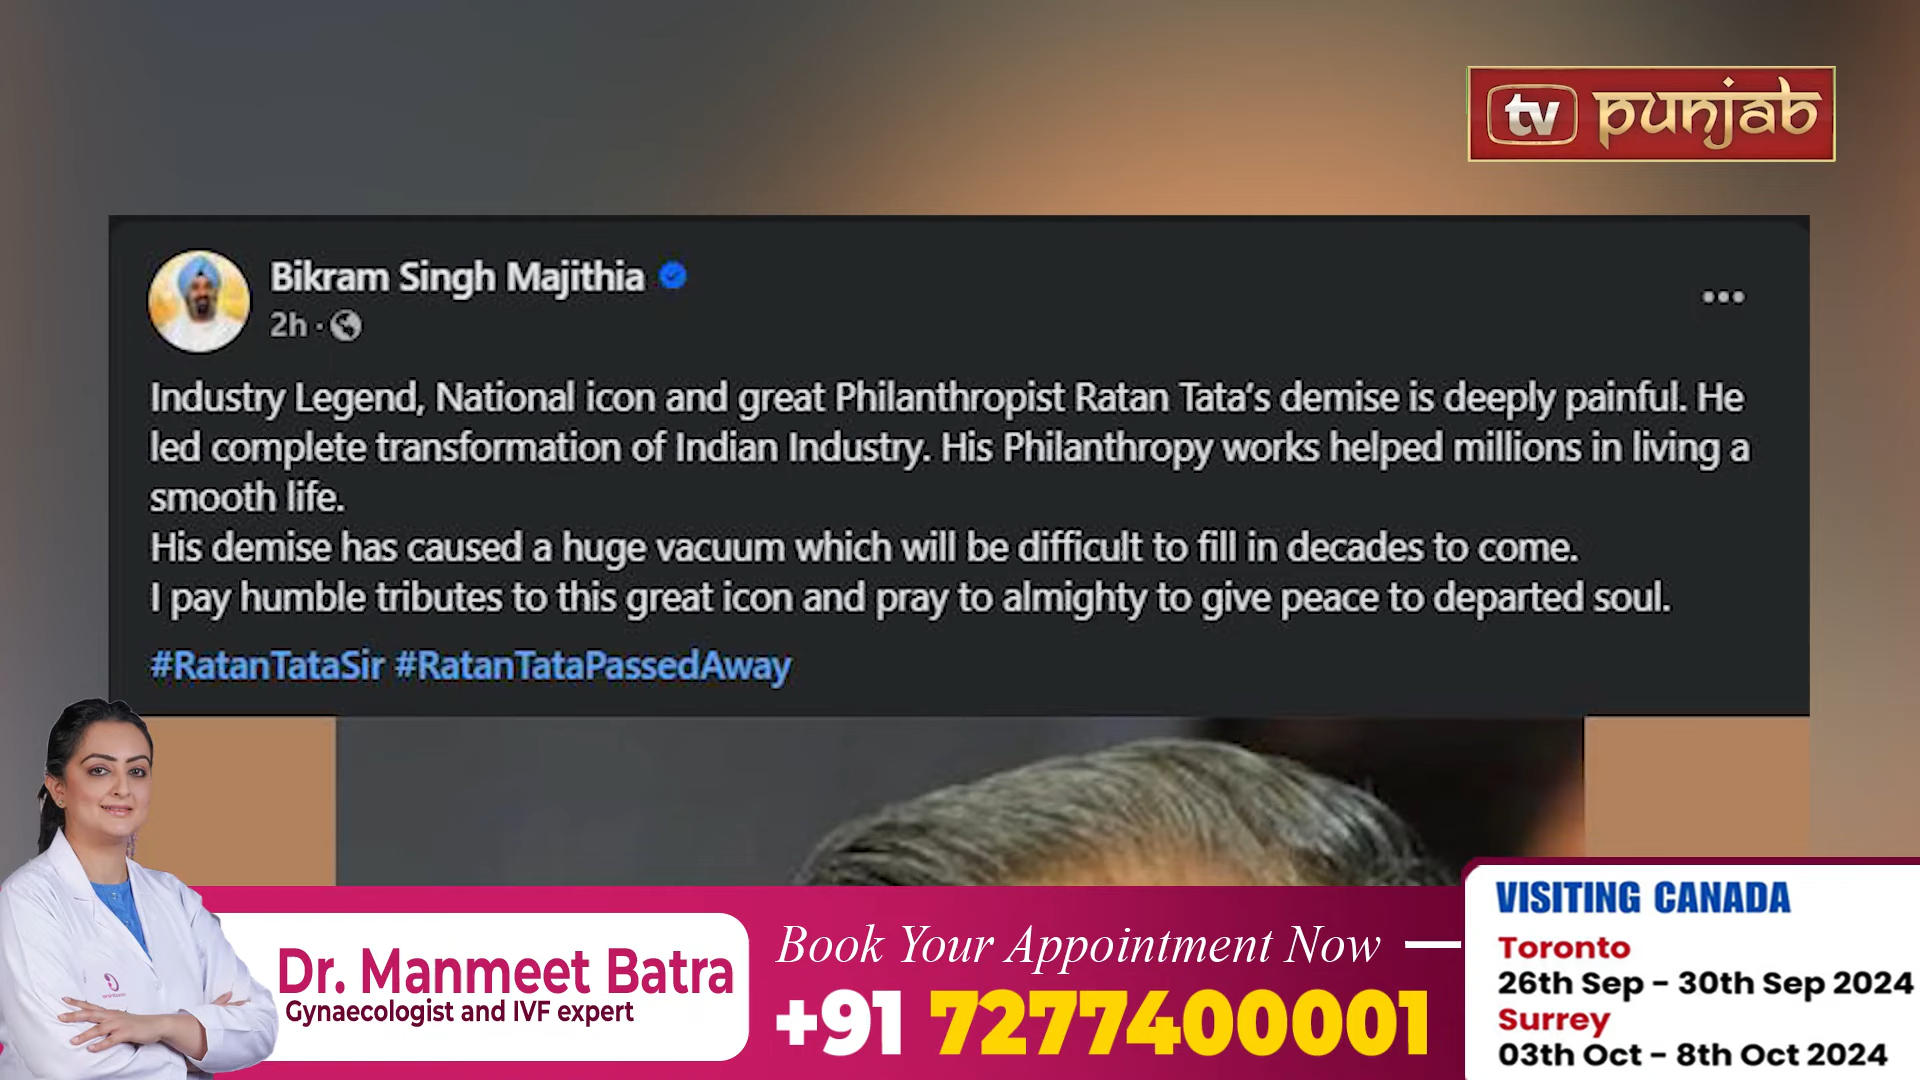 tv punjab
Bikram Singh Majithia
2h ·
Industry Legend, National icon and great Philanthropist Ratan Tata's demise is deeply painful. He
led complete transformation of Indian Industry. His Philanthropy works helped millions in living a
smooth life.
His demise has caused a huge vacuum which will be difficult to fill in decades to come.
I pay humble tributes to this great icon and pray to almighty to give peace to departed soul.
#RatanTataSir #RatanTataPassedAway
Dr. Manmeet Batra
Gynaecologist and IVF expert
Book Your Appointment Now —
+91 7277400001
VISITING CANADA
Toronto
26th Sep - 30th Sep 2024
Surrey
03th Oct - 8th Oct 2024